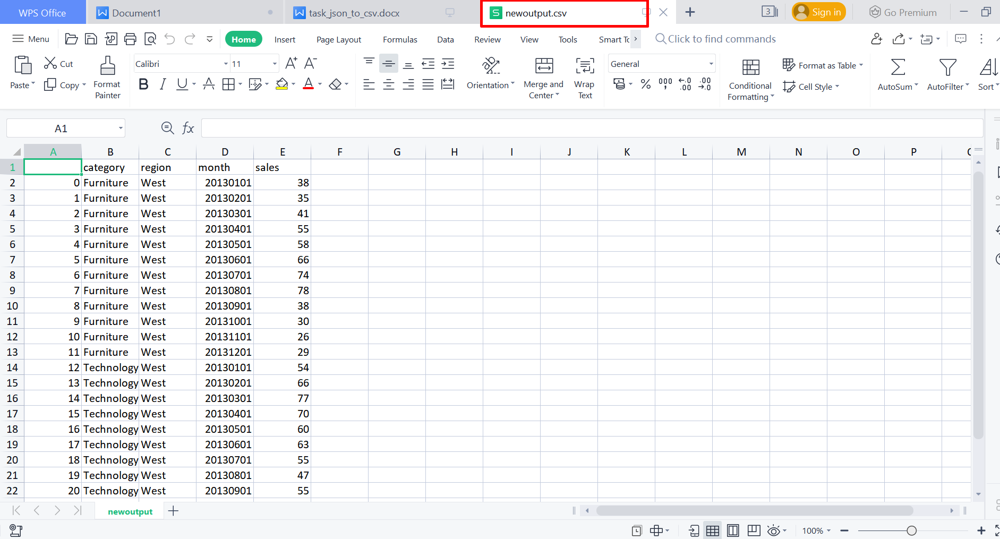 WPS Office Document1 task_json_to_csv.docx S newoutput.csv 3 Sign in Go Premium
Menu Home Insert Page Layout Formulas Data Review View Tools Smart To Click to find commands
Paste Cut Copy Format Painter Calibri 11 A+ A- B I U A A Orientation Merge and Center Wrap Text General % 000 Conditional Formatting Format as Table Cell Style AutoSum AutoFilter Sort
A1 fx
A B C D E F G H I J K L M N O P
1 category region month sales
2 0 Furniture West 20130101 38
3 1 Furniture West 20130201 35
4 2 Furniture West 20130301 41
5 3 Furniture West 20130401 55
6 4 Furniture West 20130501 58
7 5 Furniture West 20130601 66
8 6 Furniture West 20130701 74
9 7 Furniture West 20130801 78
10 8 Furniture West 20130901 38
11 9 Furniture West 20131001 30
12 10 Furniture West 20131101 26
13 11 Furniture West 20131201 29
14 12 Technology West 20130101 54
15 13 Technology West 20130201 66
16 14 Technology West 20130301 77
17 15 Technology West 20130401 70
18 16 Technology West 20130501 60
19 17 Technology West 20130601 63
20 18 Technology West 20130701 55
21 19 Technology West 20130801 47
22 20 Technology West 20130901 55
newoutput
100%